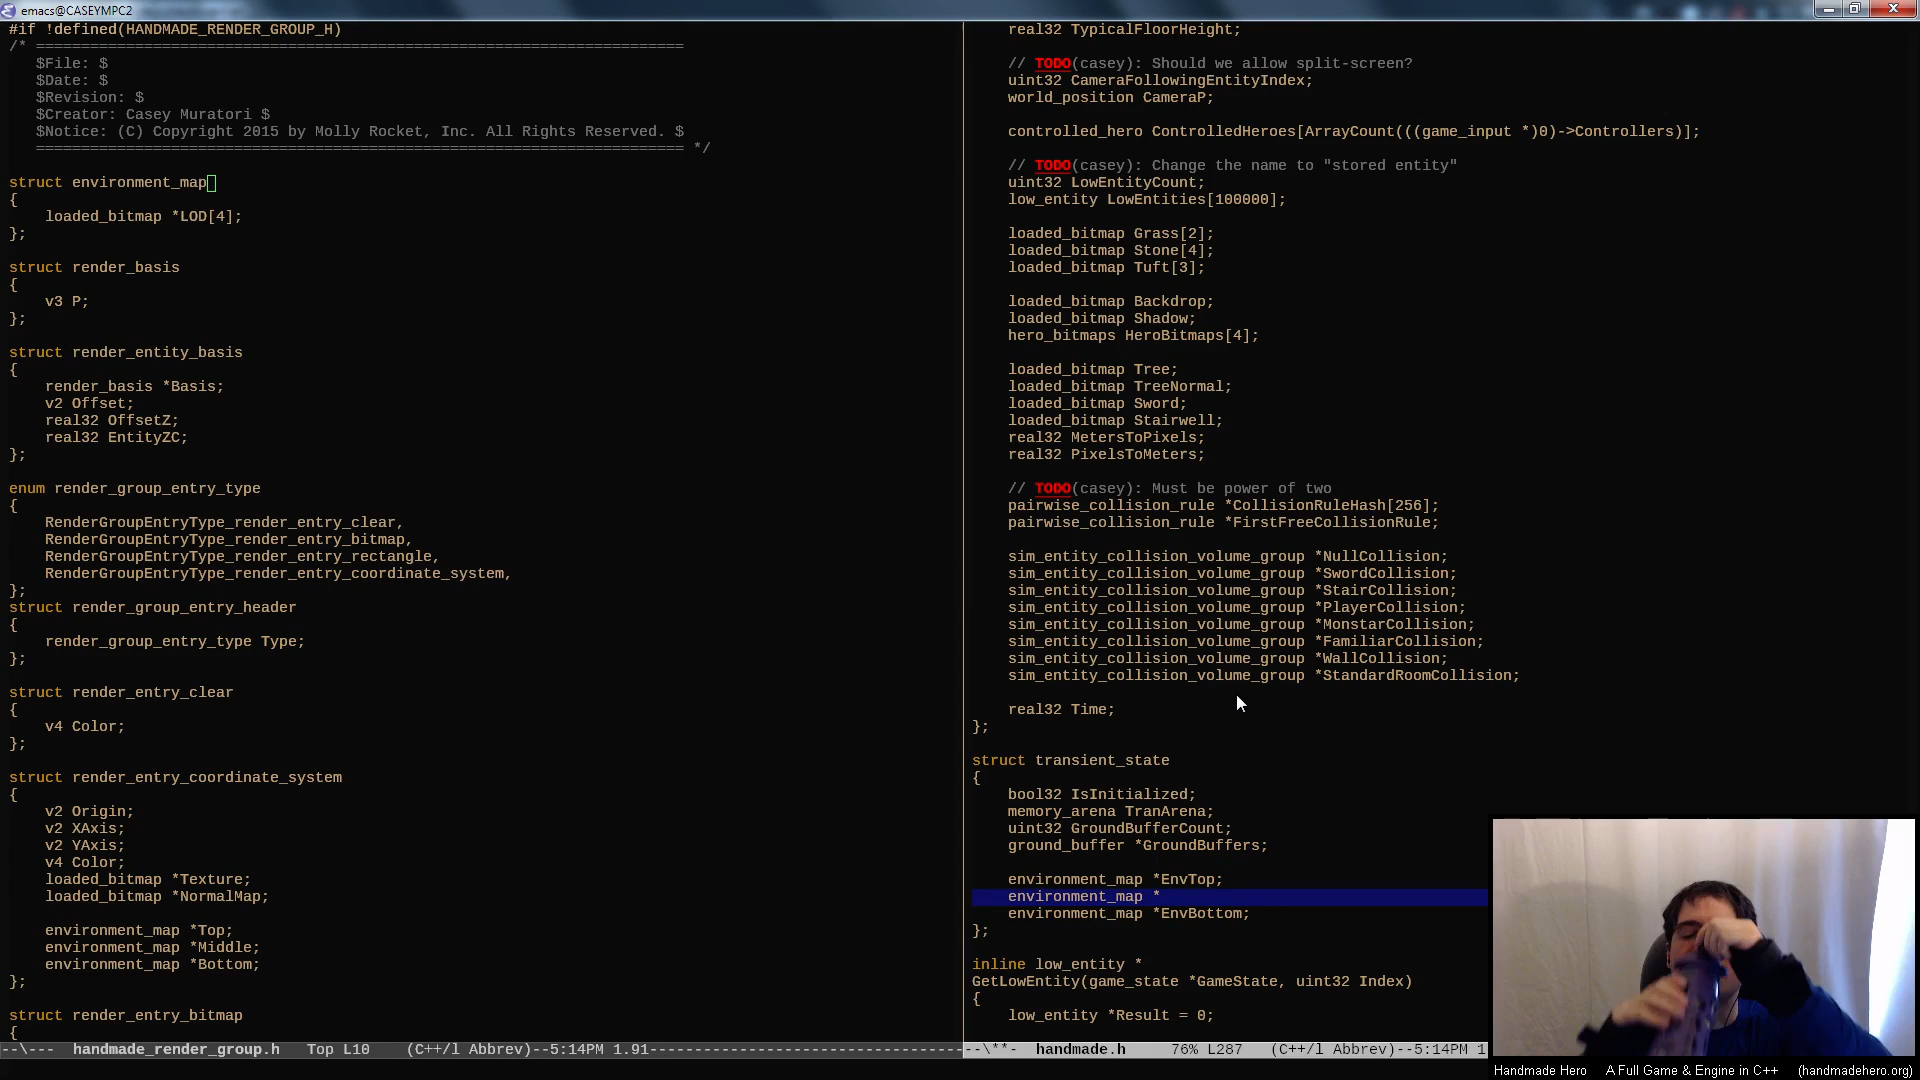 emacs@CASEYMPC2
#if !defined(HANDMADE_RENDER_GROUP_H)
/* ========================================================================
$File: $
$Date: $
$Revision: $
$Creator: Casey Muratori $
$Notice: (C) Copyright 2015 by Molly Rocket, Inc. All Rights Reserved. $
======================================================================== */
struct environment_map
{
loaded_bitmap *LOD[4];
};
struct render_basis
{
v3 P;
};
struct render_entity_basis
{
render_basis *Basis;
v2 Offset;
real32 OffsetZ;
real32 EntityZC;
};
enum render_group_entry_type
{
RenderGroupEntryType_render_entry_clear,
RenderGroupEntryType_render_entry_bitmap,
RenderGroupEntryType_render_entry_rectangle,
RenderGroupEntryType_render_entry_coordinate_system,
};
struct render_group_entry_header
{
render_group_entry_type Type;
};
struct render_entry_clear
{
v4 Color;
};
struct render_entry_coordinate_system
{
v2 Origin;
v2 XAxis;
v2 YAxis;
v4 Color;
loaded_bitmap *Texture;
loaded_bitmap *NormalMap;
environment_map *Top;
environment_map *Middle;
environment_map *Bottom;
};
struct render_entry_bitmap
{
--\--- handmade_render_group.h Top L10 (C++/l Abbrev)--5:14PM 1.91-----------------------------------
real32 TypicalFloorHeight;
// TODO(casey): Should we allow split-screen?
uint32 CameraFollowingEntityIndex;
world_position CameraP;
controlled_hero ControlledHeroes[ArrayCount(((game_input *)0)->Controllers)];
// TODO(casey): Change the name to "stored entity"
uint32 LowEntityCount;
low_entity LowEntities[100000];
loaded_bitmap Grass[2];
loaded_bitmap Stone[4];
loaded_bitmap Tuft[3];
loaded_bitmap Backdrop;
loaded_bitmap Shadow;
hero_bitmaps HeroBitmaps[4];
loaded_bitmap Tree;
loaded_bitmap TreeNormal;
loaded_bitmap Sword;
loaded_bitmap Stairwell;
real32 MetersToPixels;
real32 PixelsToMeters;
// TODO(casey): Must be power of two
pairwise_collision_rule *CollisionRuleHash[256];
pairwise_collision_rule *FirstFreeCollisionRule;
sim_entity_collision_volume_group *NullCollision;
sim_entity_collision_volume_group *SwordCollision;
sim_entity_collision_volume_group *StairCollision;
sim_entity_collision_volume_group *PlayerCollision;
sim_entity_collision_volume_group *MonstarCollision;
sim_entity_collision_volume_group *FamiliarCollision;
sim_entity_collision_volume_group *WallCollision;
sim_entity_collision_volume_group *StandardRoomCollision;
real32 Time;
};
struct transient_state
{
bool32 IsInitialized;
memory_arena TranArena;
uint32 GroundBufferCount;
ground_buffer *GroundBuffers;
environment_map *EnvTop;
environment_map *
environment_map *EnvBottom;
};
inline low_entity *
GetLowEntity(game_state *GameState, uint32 Index)
{
low_entity *Result = 0;
--\**- handmade.h 76% L287 (C++/l Abbrev)--5:14PM 1
Handmade Hero A Full Game & Engine in C++ (handmadehero.org)